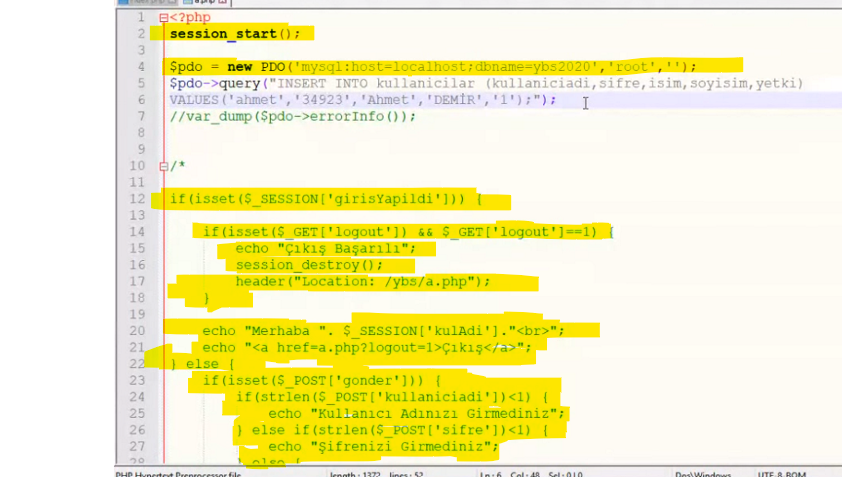 a.php
1 <?php
2 session_start();
3
4 $pdo = new PDO('mysql:host=localhost;dbname=ybs2020','root','');
5 $pdo->query("INSERT INTO kullanicilar (kullaniciadi,sifre,isim,soyisim,yetki)
6 VALUES('ahmet','34923','Ahmet','DEMİR','1');");
7 //var_dump($pdo->errorInfo());
8
9
10 /*
11
12 if(isset($_SESSION['girisYapildi'])) {
13
14 if(isset($_GET['logout']) && $_GET['logout']==1) {
15 echo "Çıkış Başarılı";
16 session_destroy();
17 header("Location: /ybs/a.php");
18 }
19
20 echo "Merhaba ". $_SESSION['kulAdi']."<br>";
21 echo "<a href=a.php?logout=1>Çıkış</a>";
22 } else {
23 if(isset($_POST['gonder'])) {
24 if(strlen($_POST['kullaniciadi'])<1) {
25 echo "Kullanıcı Adınızı Girmediniz";
26 } else if(strlen($_POST['sifre'])<1) {
27 echo "Şifrenizi Girmediniz";
28 } else {
PHP Hypertext Preprocessor file length : 1372 lines : 52 Ln : 6 Col : 48 Sel : 0 | 0 Dos\Windows UTF-8-BOM